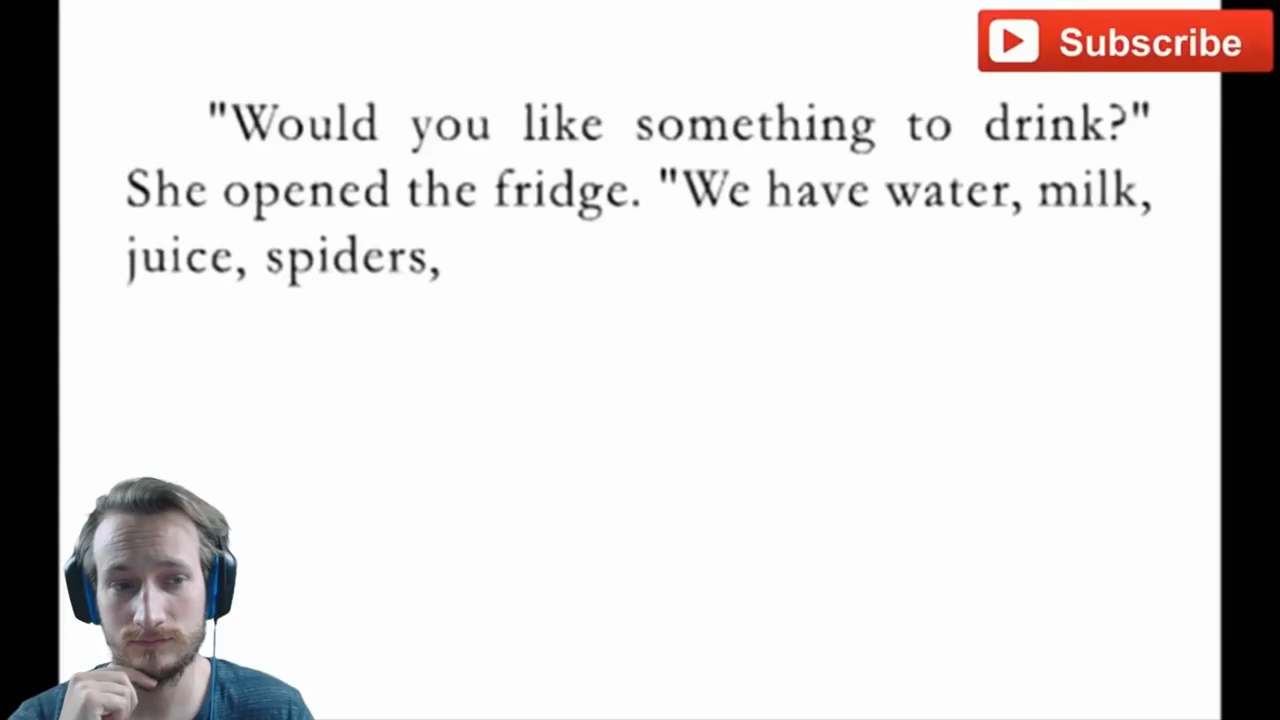 Subscribe
"Would you like something to drink?"
She opened the fridge. "We have water, milk,
juice, spiders,